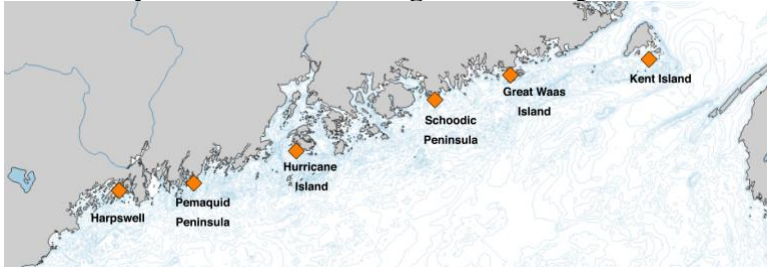 Kent Island
Great Waas
Island
Schoodic
Peninsula
Hurricane
Island
Pemaquid
Peninsula
Harpswell